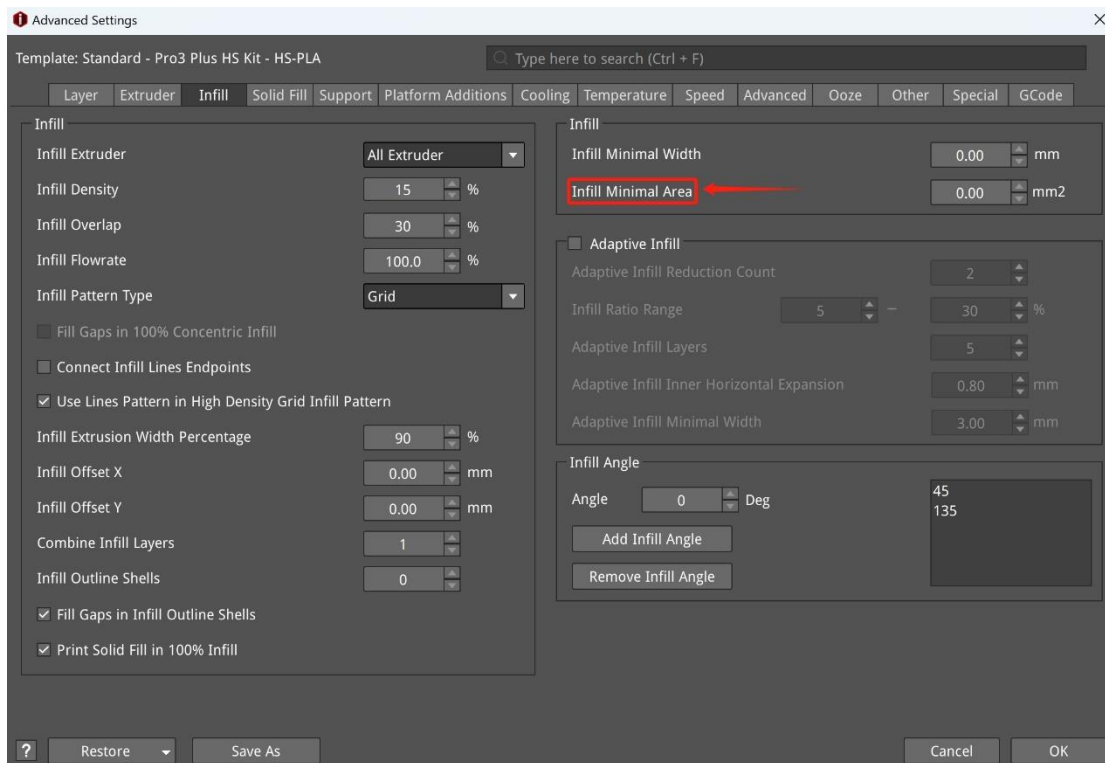 Advanced Settings
Template: Standard - Pro3 Plus HS Kit - HS-PLA
Type here to search (Ctrl + F)
Layer Extruder Infill Solid Fill Support Platform Additions Cooling Temperature Speed Advanced Ooze Other Special GCode
Infill
Infill Extruder All Extruder
Infill Density 15 %
Infill Overlap 30 %
Infill Flowrate 100.0 %
Infill Pattern Type Grid
Fill Gaps in 100% Concentric Infill
Connect Infill Lines Endpoints
Use Lines Pattern in High Density Grid Infill Pattern
Infill Extrusion Width Percentage 90 %
Infill Offset X 0.00 mm
Infill Offset Y 0.00 mm
Combine Infill Layers 1
Infill Outline Shells 0
Fill Gaps in Infill Outline Shells
Print Solid Fill in 100% Infill
Infill
Infill Minimal Width 0.00 mm
Infill Minimal Area 0.00 mm2
Adaptive Infill
Adaptive Infill Reduction Count 2
Infill Ratio Range 5 – 30 %
Adaptive Infill Layers 5
Adaptive Infill Inner Horizontal Expansion 0.80 mm
Adaptive Infill Minimal Width 3.00 mm
Infill Angle
Angle 0 Deg
Add Infill Angle
Remove Infill Angle
45
135
? Restore Save As Cancel OK